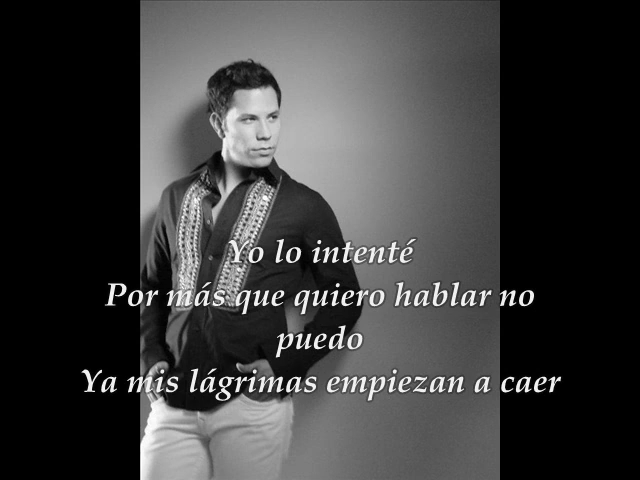 Yo lo intenté
Por más que quiero hablar no
puedo
Ya mis lágrimas empiezan a caer